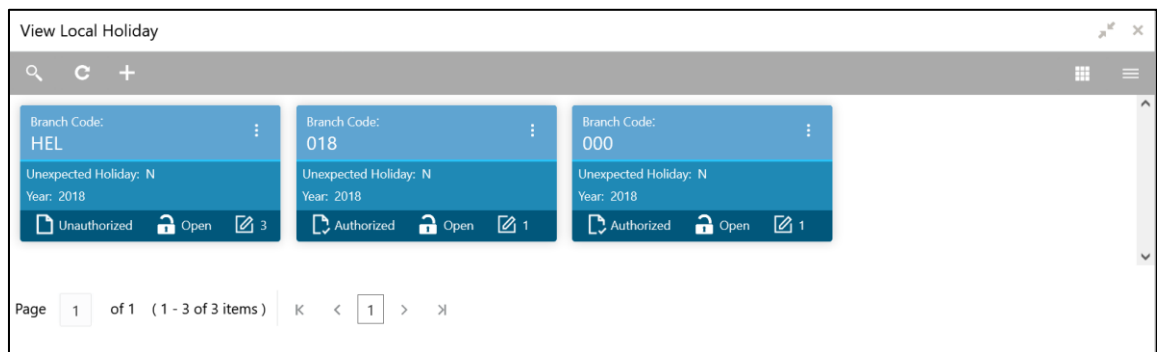 View Local Holiday
Branch Code:
HEL
Unexpected Holiday: N
Year: 2018
Unauthorized Open 3
Branch Code:
018
Unexpected Holiday: N
Year: 2018
Authorized Open 1
Branch Code:
000
Unexpected Holiday: N
Year: 2018
Authorized Open 1
Page 1 of 1 ( 1 - 3 of 3 items ) 1